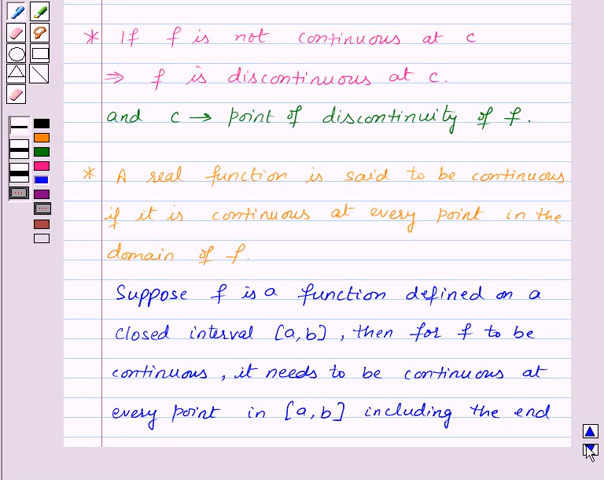 * If f is not continuous at c
⇒ f is discontinuous at c.
and c → point of discontinuity of f.
* A real function is said to be continuous
if it is continuous at every point in the
domain of f.
Suppose f is a function defined on a
closed interval [a,b], then for f to be
continuous, it needs to be continuous at
every point in [a,b] including the end